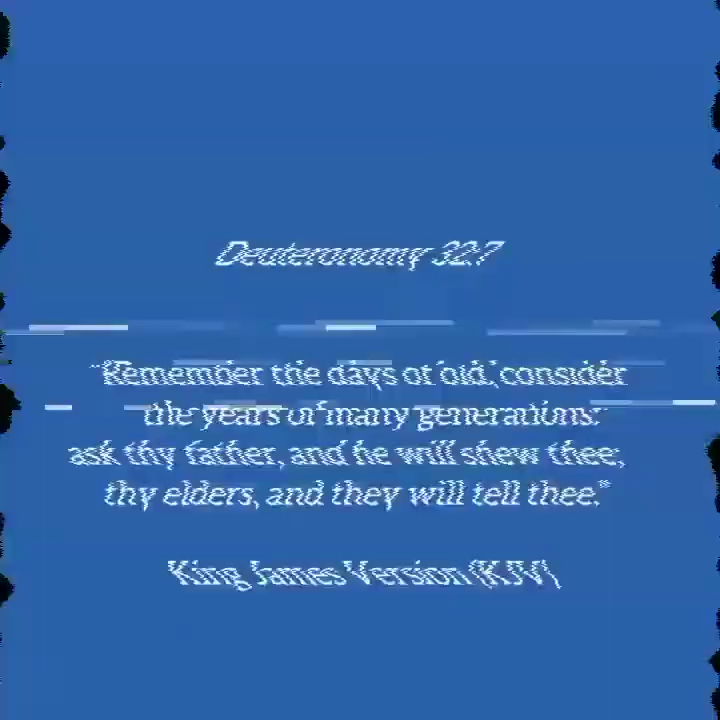 Deuteronomy 32:7
"Remember the days of old, consider
the years of many generations:
ask thy father, and he will shew thee;
thy elders, and they will tell thee."
King James Version (KJV)